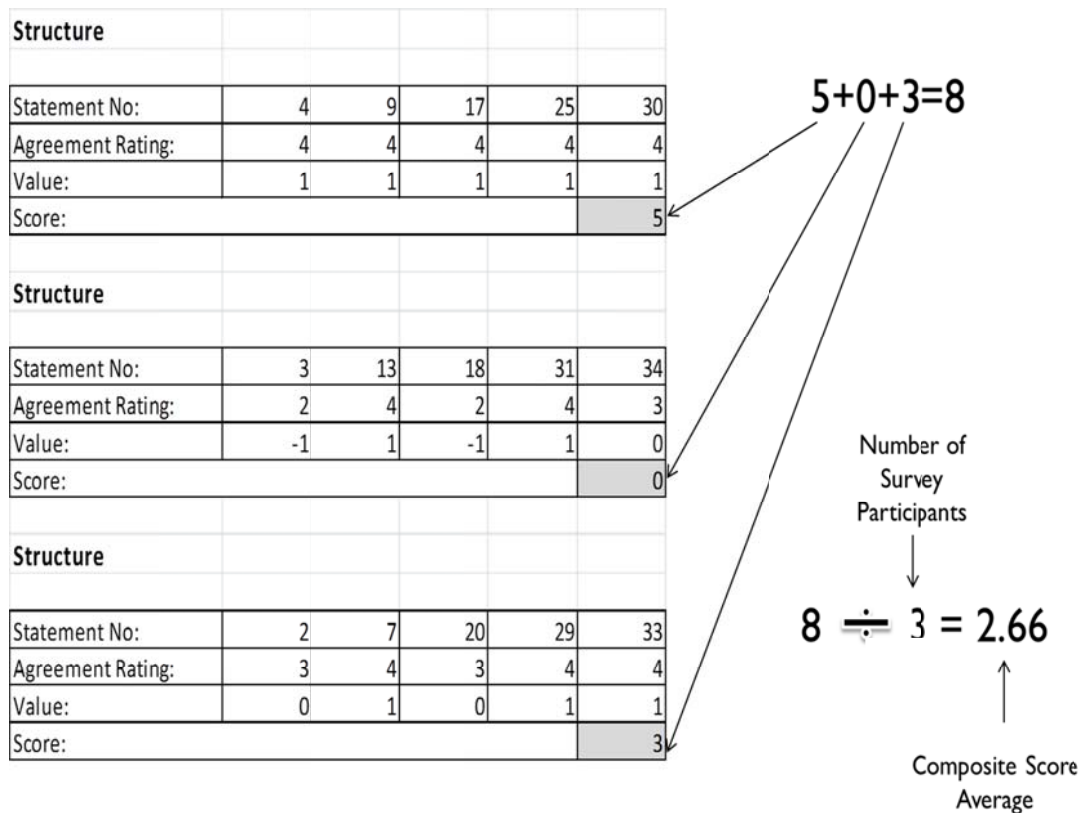 Structure
Statement No: 4 9 17 25 30
Agreement Rating: 4 4 4 4 4
Value: 1 1 1 1 1
Score: 5
5+0+3=8
Structure
Statement No: 3 13 18 31 34
Agreement Rating: 2 4 2 4 3
Value: -1 1 -1 1 0
Score: 0
Structure
Statement No: 2 7 20 29 33
Agreement Rating: 3 4 3 4 4
Value: 0 1 0 1 1
Score: 3
Number of
Survey
Participants
8 ÷ 3 = 2.66
Composite Score
Average